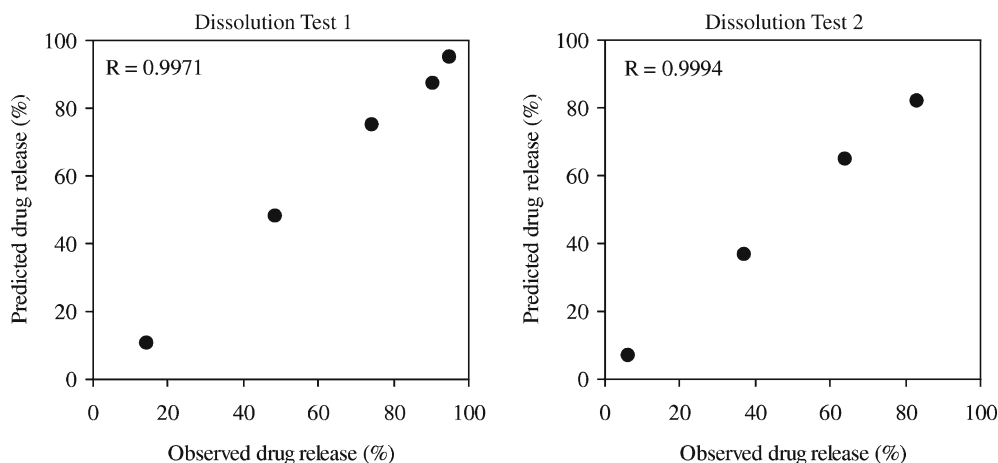 Dissolution Test 1
R = 0.9971
Predicted drug release (%)
100
80
60
40
20
0
0 20 40 60 80 100
Observed drug release (%)
Dissolution Test 2
R = 0.9994
Predicted drug release (%)
100
80
60
40
20
0
0 20 40 60 80 100
Observed drug release (%)